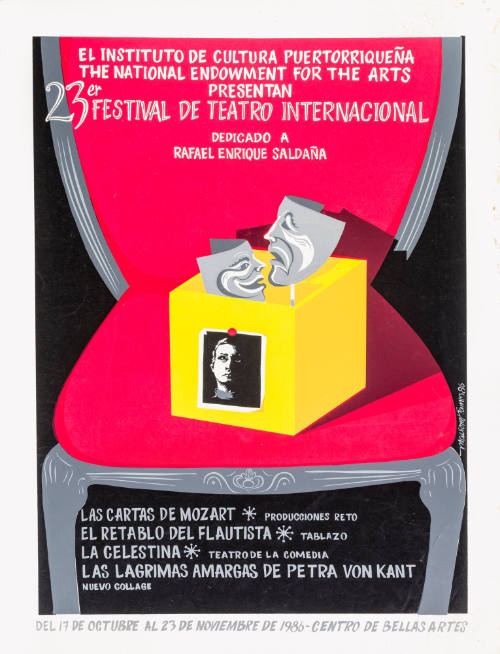 EL INSTITUTO DE CULTURA PUERTORRIQUEÑA
THE NATIONAL ENDOWMENT FOR THE ARTS
PRESENTAN
23er FESTIVAL DE TEATRO INTERNACIONAL
DEDICADO A
RAFAEL ENRIQUE SALDAÑA
LAS CARTAS DE MOZART * PRODUCCIONES RETO
EL RETABLO DEL FLAUTISTA * TABLAZO
LA CELESTINA * TEATRO DE LA COMEDIA
LAS LAGRIMAS AMARGAS DE PETRA VON KANT
NUEVO COLLAGE
DEL 17 DE OCTUBRE AL 23 DE NOVIEMBRE DE 1986-CENTRO DE BELLAS ARTES